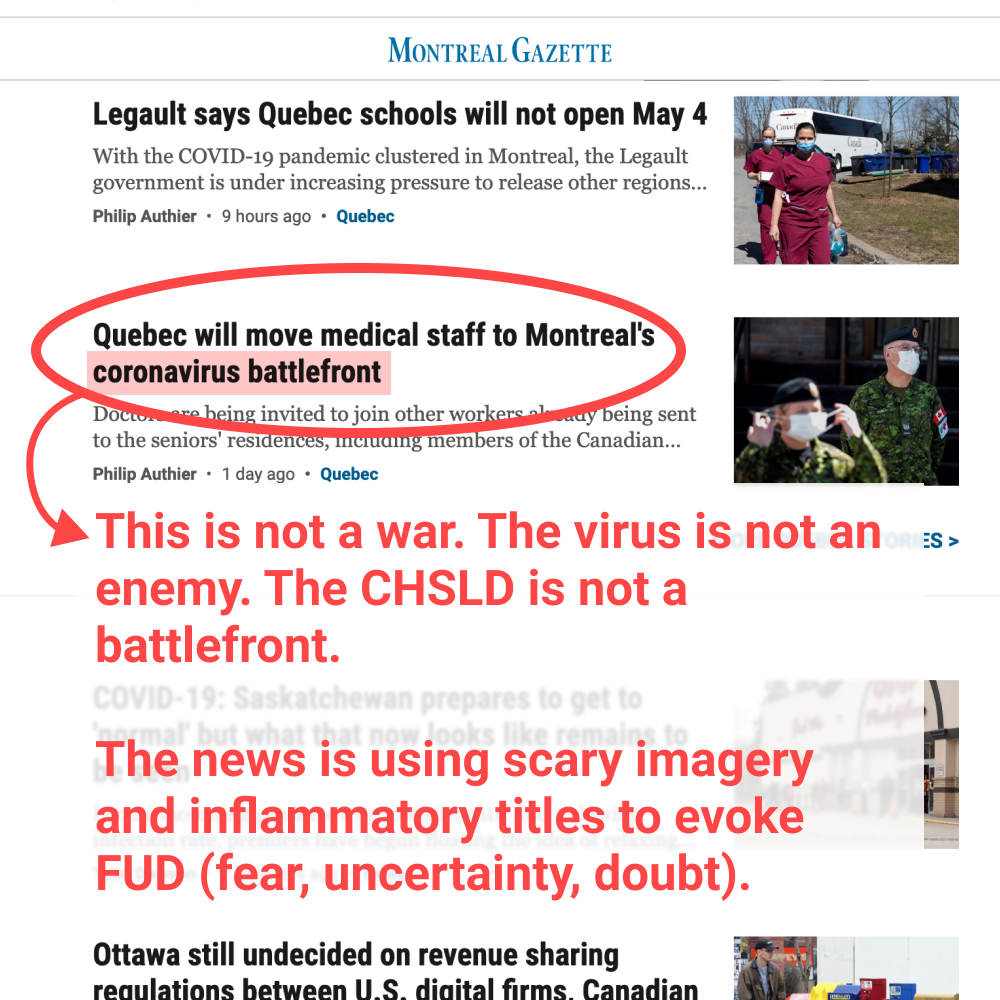 MONTREAL GAZETTE
Legault says Quebec schools will not open May 4
With the COVID-19 pandemic clustered in Montreal, the Legault
government is under increasing pressure to release other regions...
Philip Authier • 9 hours ago • Quebec
Canada
Quebec will move medical staff to Montreal's
coronavirus battlefront
Doctors are being invited to join other workers already being sent
to the seniors' residences, including members of the Canadian...
Philip Authier • 1 day ago • Quebec
This is not a war. The virus is not an
ES >
enemy. The CHSLD is not a
battlefront.
COVID-19: Saskatchewan prepares to get to
'normal' but what that now looks like remains to
be seen
The news is using scary imagery
and inflammatory titles to evoke
infection rate, premiers have begun floating the idea of relaxing...
FUD (fear, uncertainty, doubt).
Ottawa still undecided on revenue sharing
regulations between U.S. digital firms, Canadian